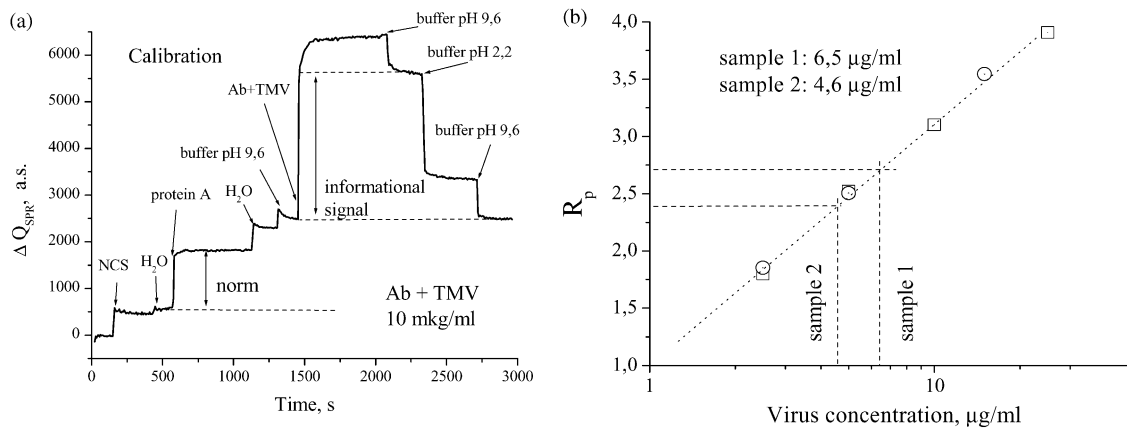 (a)
Calibration
buffer pH 9,6
buffer pH 2,2
Ab+TMV
buffer pH 9,6
buffer pH 9,6
protein A
H₂O
informational
signal
NCS
H₂O
norm
Ab + TMV
10 mkg/ml
Δ Q_SPR, a.s.
6000
5000
4000
3000
2000
1000
0
0
500
1000
1500
2000
2500
3000
Time, s
(b)
sample 1: 6,5 µg/ml
sample 2: 4,6 µg/ml
R_p
4,0
3,5
3,0
2,5
2,0
1,5
1,0
sample 2
sample 1
1
10
Virus concentration, µg/ml